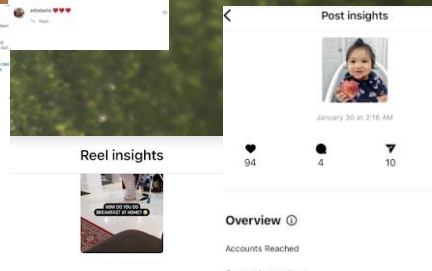 Reply
Reel insights
HOW DO YOU DO
BREAKFAST AT HOME?
Post insights
January 30 at 2:16 AM
94
4
10
Overview
Accounts Reached